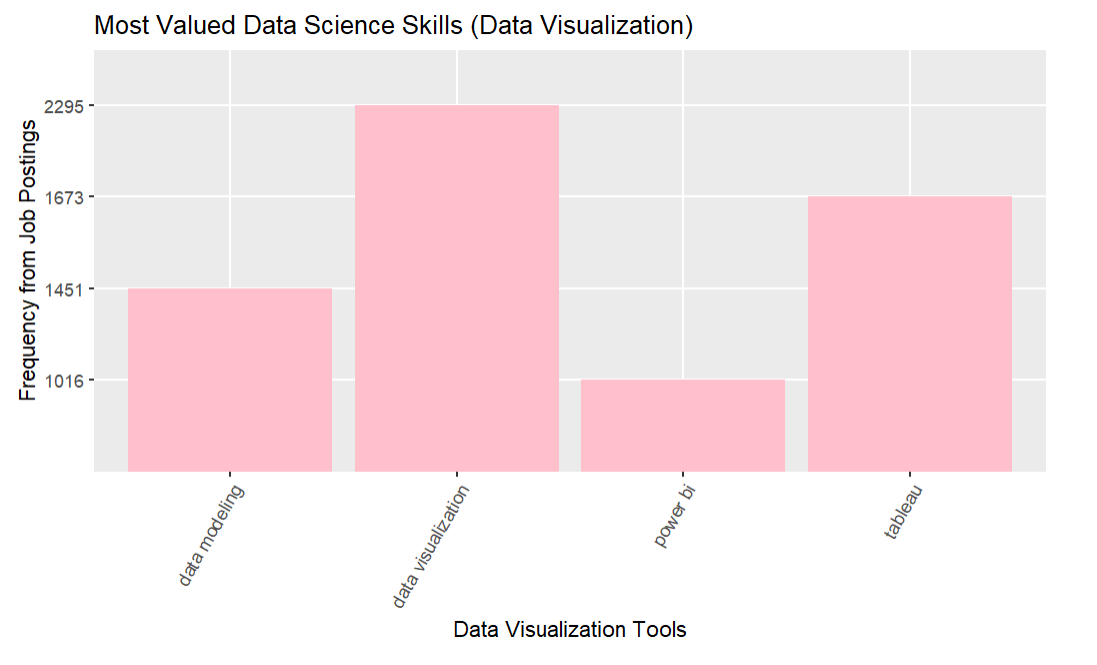 Most Valued Data Science Skills (Data Visualization)
Frequency from Job Postings
2295
1673
1451
1016
data modeling
data visualization
power bi
tableau
Data Visualization Tools